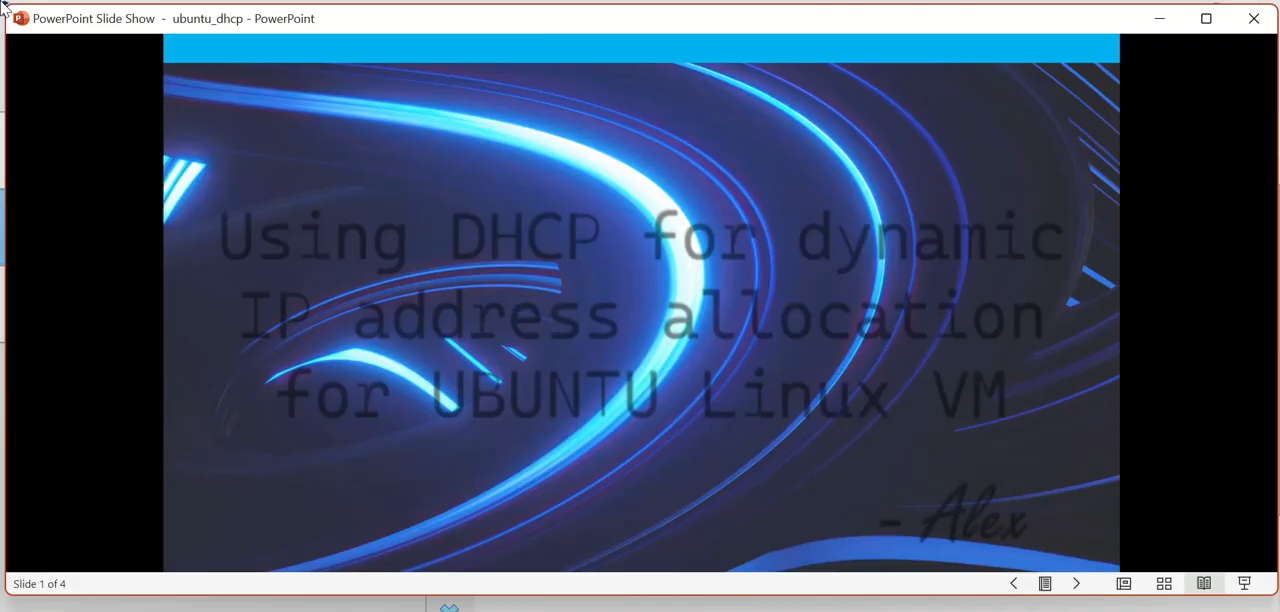 PowerPoint Slide Show - ubuntu_dhcp - PowerPoint
Using DHCP for dynamic
IP address allocation
for UBUNTU Linux VM
- Alex
Slide 1 of 4